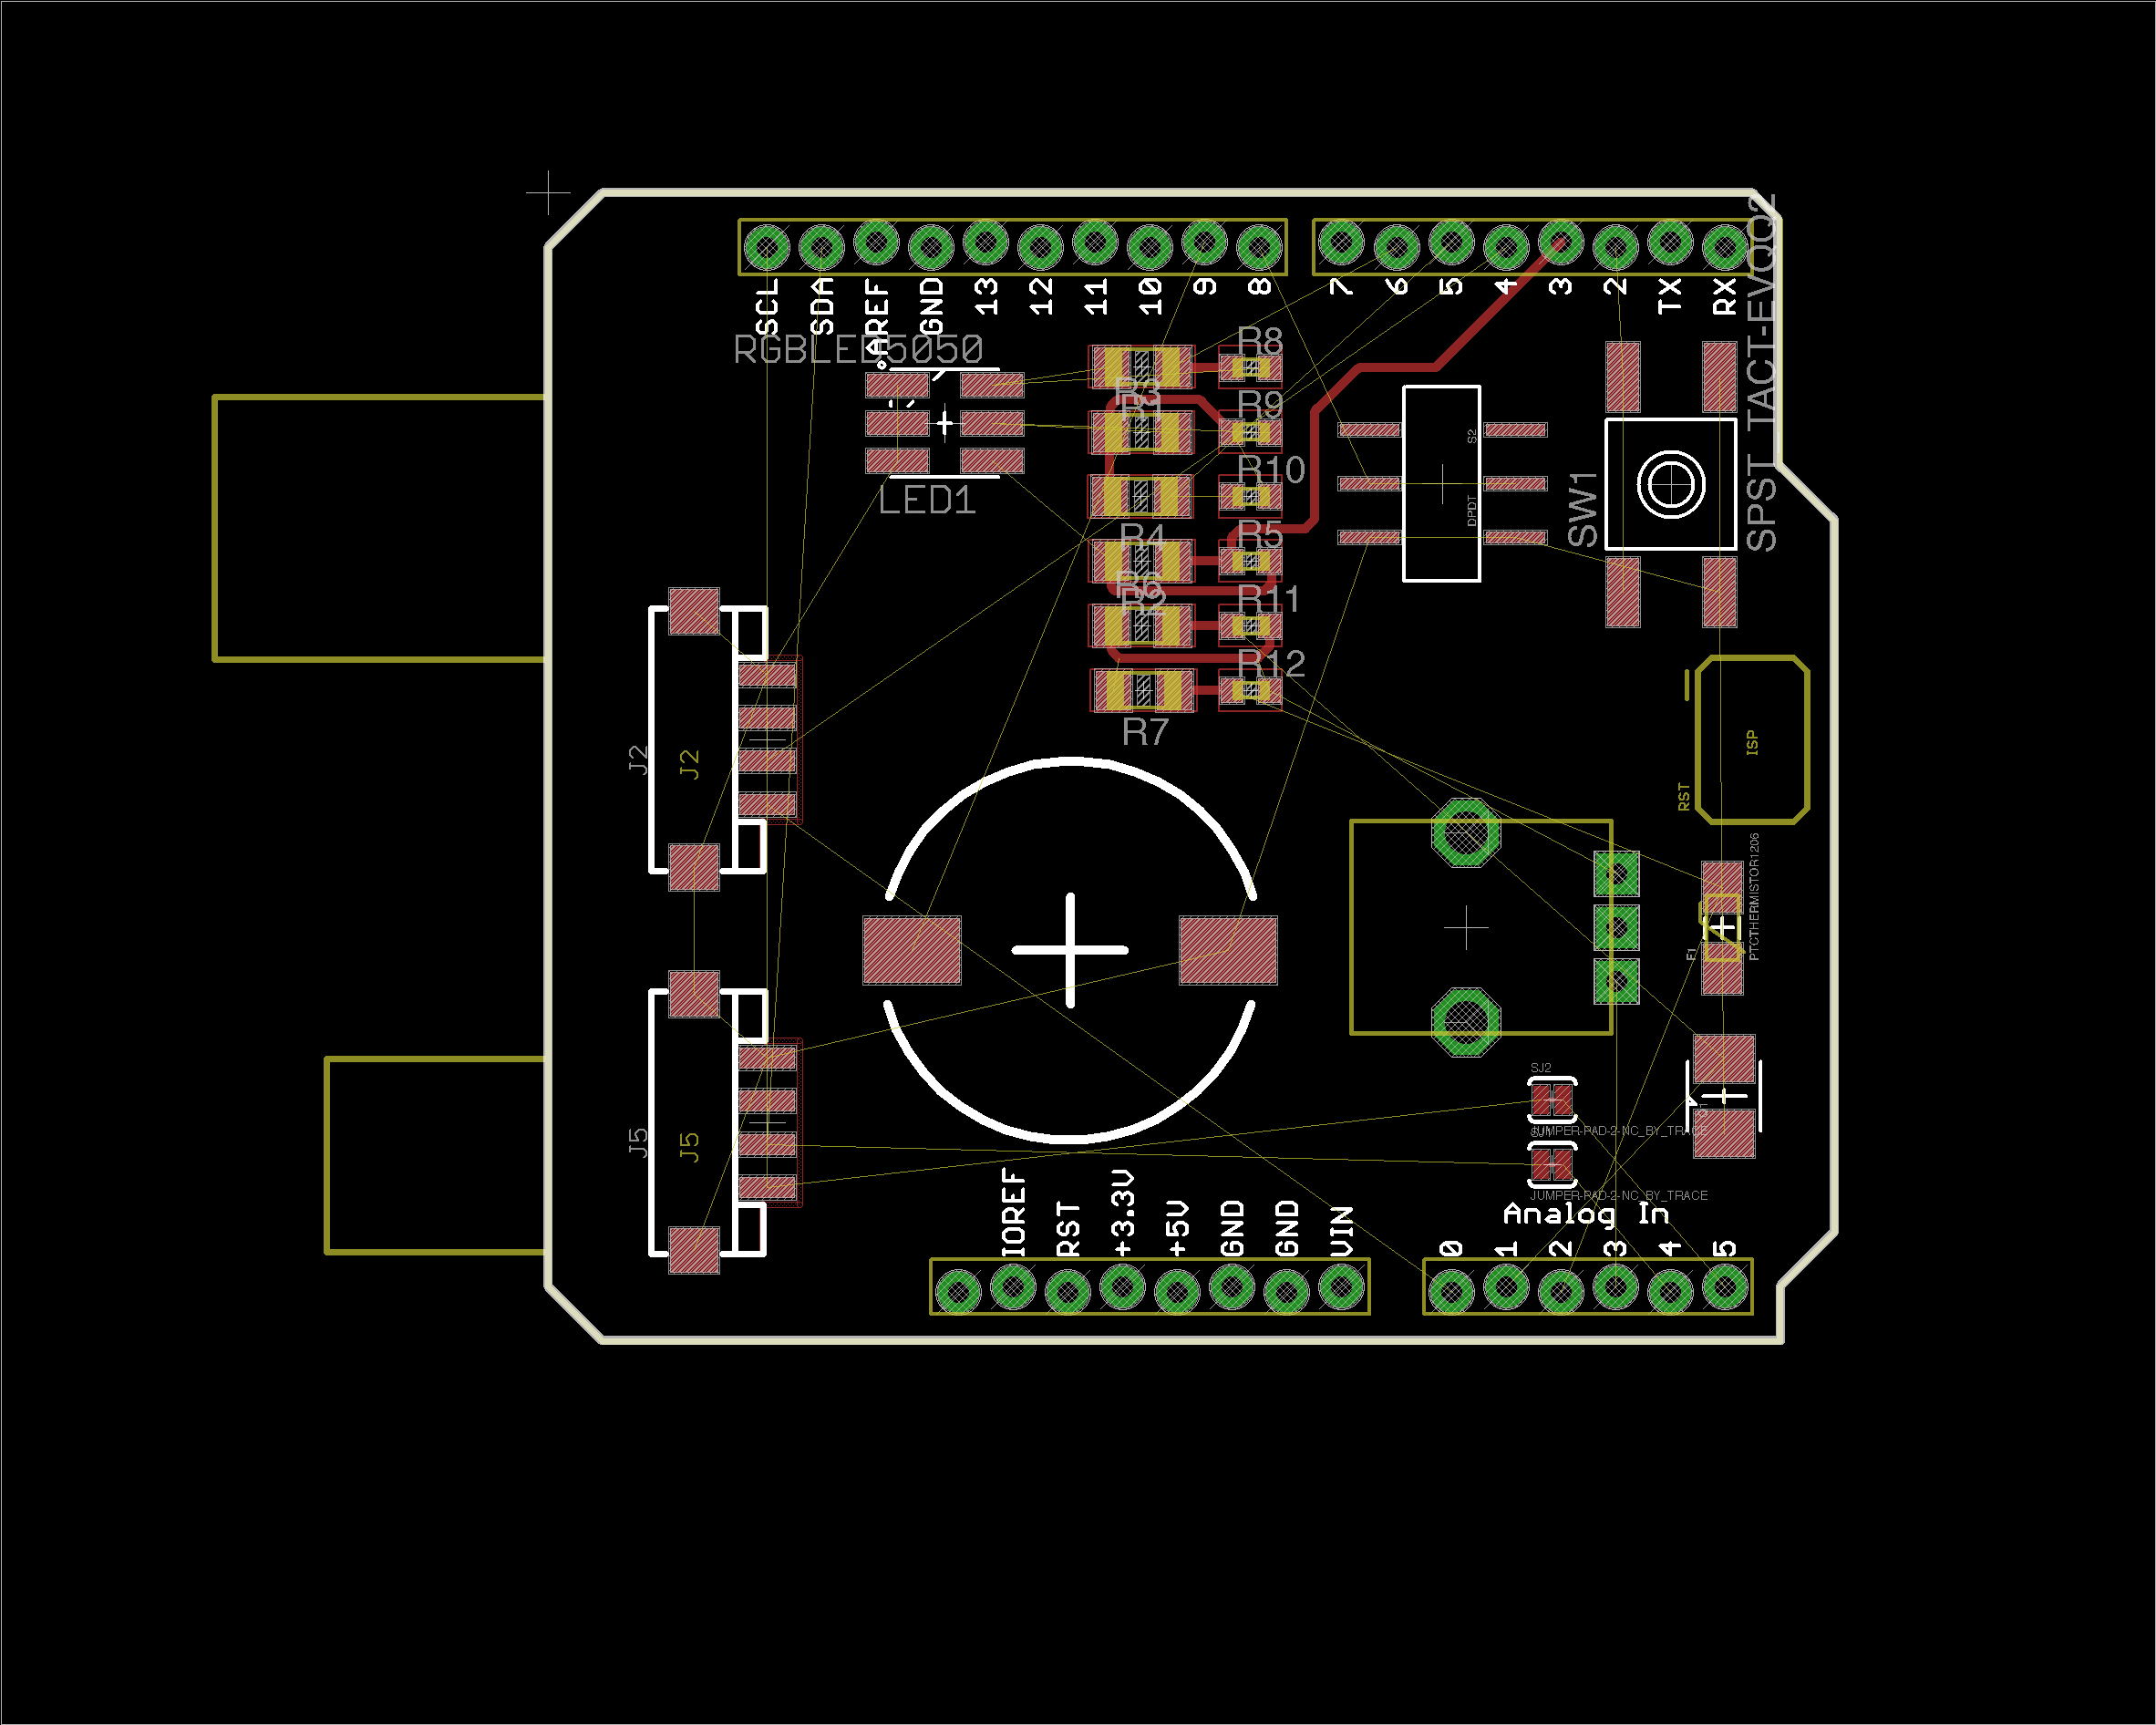 SCL
SDA
AREF
GND
13
12
11
10
9
8
7
6
5
4
3
2
TX
RX
RGBLED5050
LED1
R8
R3
R1
R9
R10
R4
R5
R6
R2
R11
R12
R7
S2
DPDT
SW1
SPST_TACT-EVQQ2
J2
J2
ISP
RST
PTCTHERMISTOR1206
F1
J5
J5
SJ2
JUMPER-PAD-2-NC_BY_TRACE
SJ1
JUMPER-PAD-2-NC_BY_TRACE
Analog In
IOREF
RST
+3.3V
+5V
GND
GND
VIN
0
1
2
3
4
5